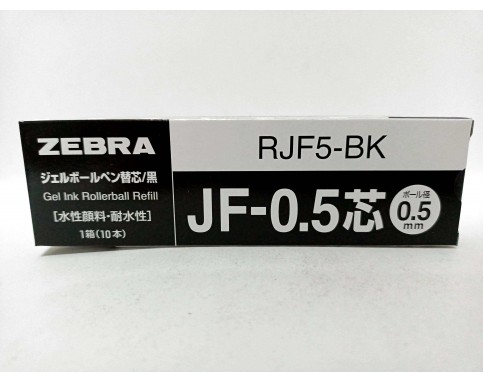 ZEBRA
ジェルボールペン替芯/黒
Gel Ink Rollerball Refill
[水性顔料・耐水性]
1箱(10本)
RJF5-BK
JF-0.5芯
ボール径
0.5
mm